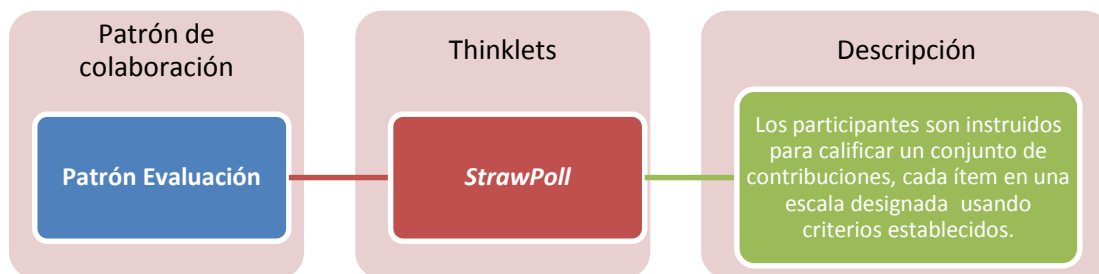 Patrón de
colaboración
Thinklets
Descripción
Patrón Evaluación
StrawPoll
Los participantes son instruidos
para calificar un conjunto de
contribuciones, cada ítem en una
escala designada  usando
criterios establecidos.